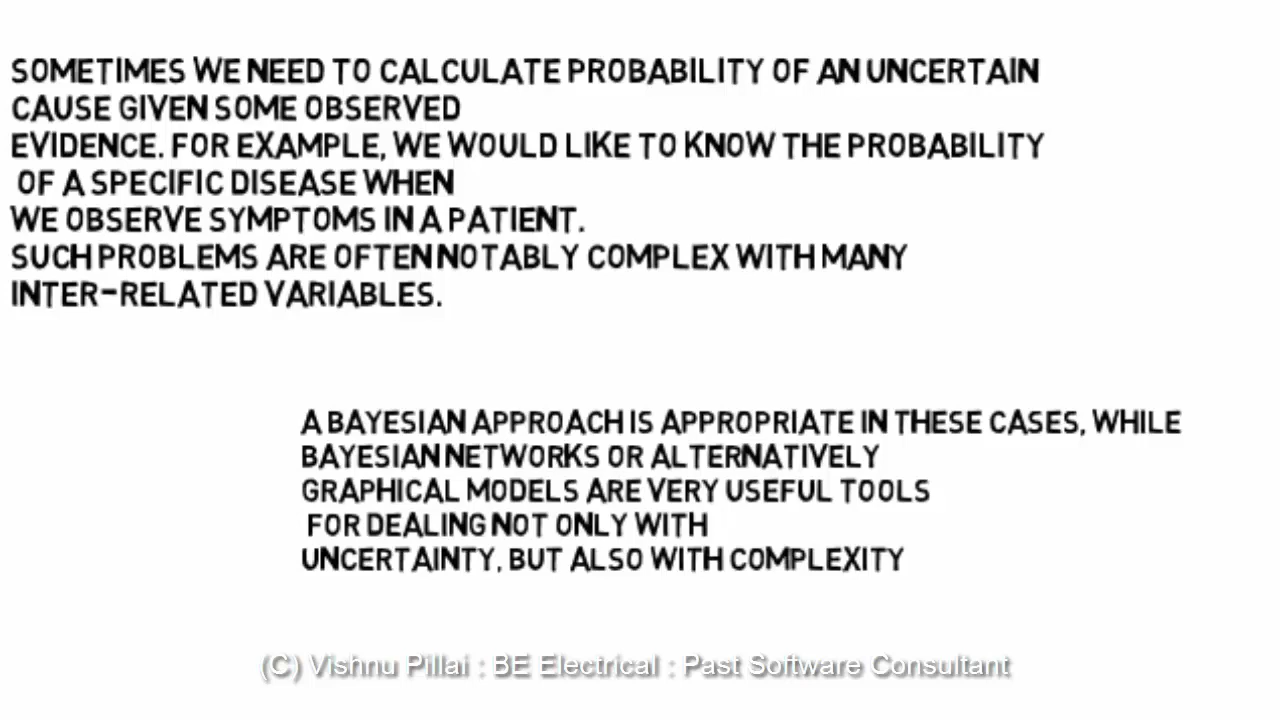 SOMETIMES WE NEED TO CALCULATE PROBABILITY OF AN UNCERTAIN
CAUSE GIVEN SOME OBSERVED
EVIDENCE. FOR EXAMPLE, WE WOULD LIKE TO KNOW THE PROBABILITY
OF A SPECIFIC DISEASE WHEN
WE OBSERVE SYMPTOMS IN A PATIENT.
SUCH PROBLEMS ARE OFTEN NOTABLY COMPLEX WITH MANY
INTER-RELATED VARIABLES.
A BAYESIAN APPROACH IS APPROPRIATE IN THESE CASES, WHILE
BAYESIAN NETWORKS OR ALTERNATIVELY
GRAPHICAL MODELS ARE VERY USEFUL TOOLS
FOR DEALING NOT ONLY WITH
UNCERTAINTY, BUT ALSO WITH COMPLEXITY
(C) Vishnu Pillai : BE Electrical : Past Software Consultant